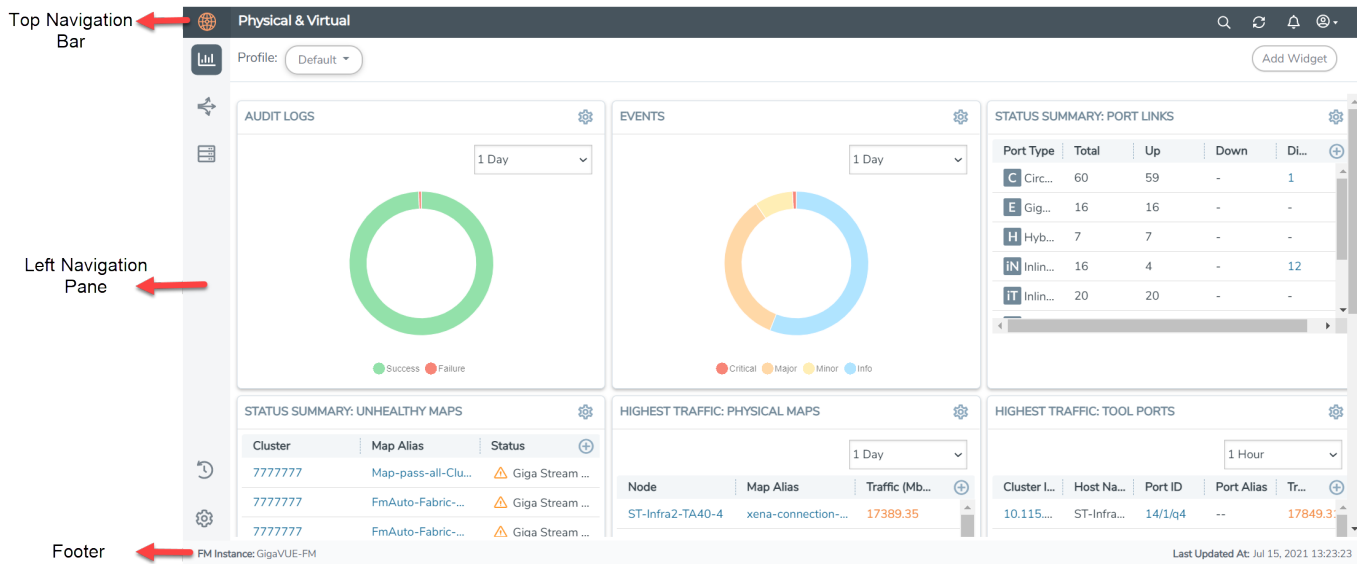 Top Navigation
Bar
Physical & Virtual
Profile: Default
Add Widget
AUDIT LOGS
1 Day
Success Failure
EVENTS
1 Day
Critical Major Minor Info
STATUS SUMMARY: PORT LINKS
Port Type Total Up Down Di...
C Circ... 60 59 - 1
E Gig... 16 16 - -
H Hyb... 7 7 - -
iN Inlin... 16 4 - 12
iT Inlin... 20 20 - -
Left Navigation
Pane
STATUS SUMMARY: UNHEALTHY MAPS
Cluster Map Alias Status
7777777 Map-pass-all-Clu... Giga Stream ...
7777777 FmAuto-Fabric-... Giga Stream ...
7777777 FmAuto-Fabric-... Giga Stream ...
HIGHEST TRAFFIC: PHYSICAL MAPS
1 Day
Node Map Alias Traffic (Mb...
ST-Infra2-TA40-4 xena-connection-... 17389.35
HIGHEST TRAFFIC: TOOL PORTS
1 Hour
Cluster I... Host Na... Port ID Port Alias Tr...
10.115.... ST-Infra... 14/1/q4 -- 17849.31
Footer
FM Instance: GigaVUE-FM
Last Updated At: Jul 15, 2021 13:23:23